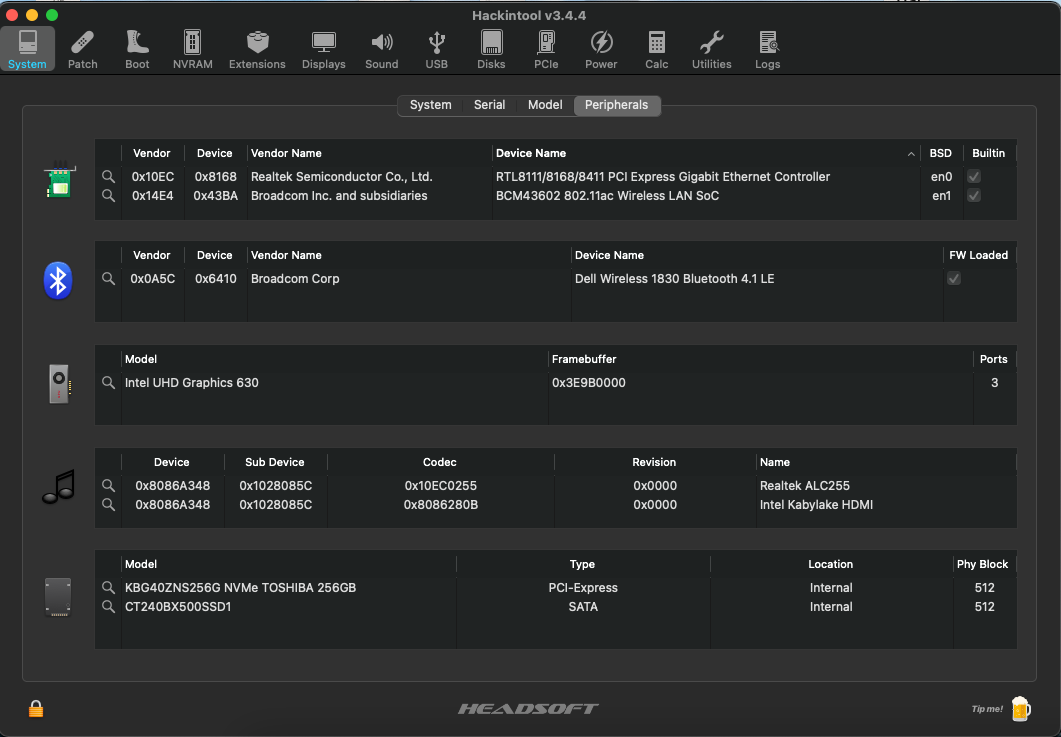 Hackintool v3.4.4
System Patch Boot NVRAM Extensions Displays Sound USB Disks PCIe Power Calc Utilities Logs
System Serial Model Peripherals
Vendor Device Vendor Name Device Name BSD Builtin
0x10EC 0x8168 Realtek Semiconductor Co., Ltd. RTL8111/8168/8411 PCI Express Gigabit Ethernet Controller en0
0x14E4 0x43BA Broadcom Inc. and subsidiaries BCM43602 802.11ac Wireless LAN SoC en1
Vendor Device Vendor Name Device Name FW Loaded
0x0A5C 0x6410 Broadcom Corp Dell Wireless 1830 Bluetooth 4.1 LE
Model Framebuffer Ports
Intel UHD Graphics 630 0x3E9B0000 3
Device Sub Device Codec Revision Name
0x8086A348 0x1028085C 0x10EC0255 0x0000 Realtek ALC255
0x8086A348 0x1028085C 0x8086280B 0x0000 Intel Kabylake HDMI
Model Type Location Phy Block
KBG40ZNS256G NVMe TOSHIBA 256GB PCI-Express Internal 512
CT240BX500SSD1 SATA Internal 512
HEADSOFT
Tip me!